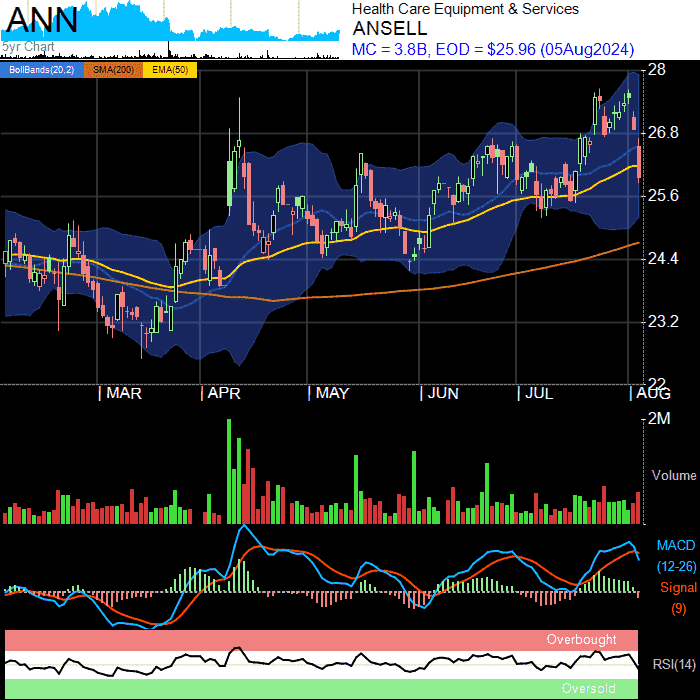 ANN
5yr Chart
Health Care Equipment & Services
ANSELL
MC = 3.8B, EOD = $25.96 (05Aug2024)
BollBands(20,2) SMA(200) EMA(50)
28
26.8
25.6
24.4
23.2
22
| MAR | APR | MAY | JUN | JUL | AUG
2M
Volume
MACD
(12-26)
Signal
(9)
Overbought
RSI(14)
Oversold